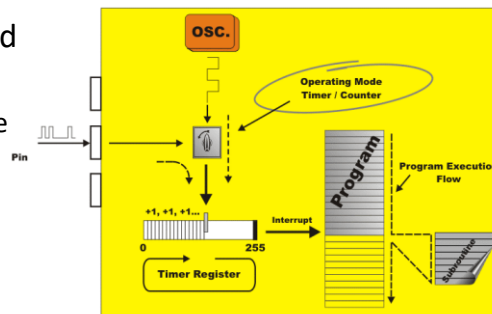 d
OSC.
Operating Mode
Timer / Counter
e
Pin
Program
Program Execution
Flow
+1, +1, +1...
Interrupt
0
255
Subroutine
Timer Register